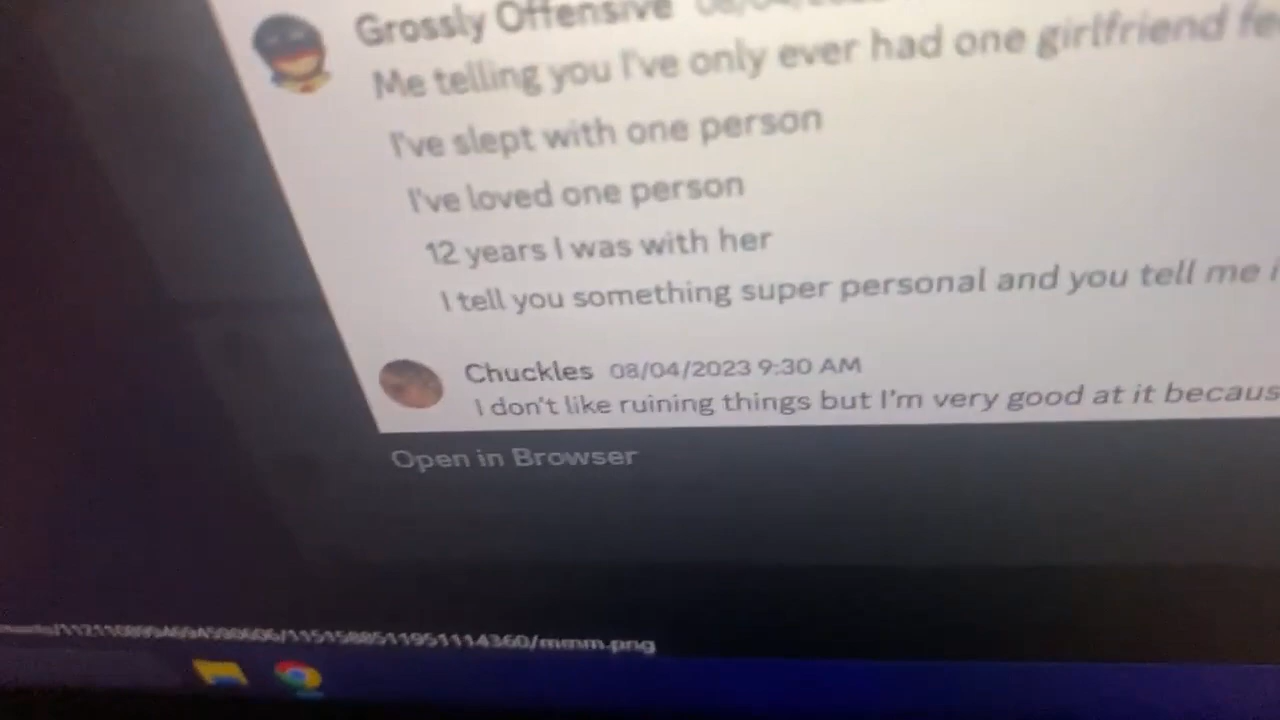 Grossly Offensive
Me telling you I've only ever had one girlfriend
I've slept with one person
I've loved one person
12 years I was with her
I tell you something super personal and you tell me
Chuckles 08/04/2023 9:30 AM
I don't like ruining things but I'm very good at it
Open in Browser
/mmm.png